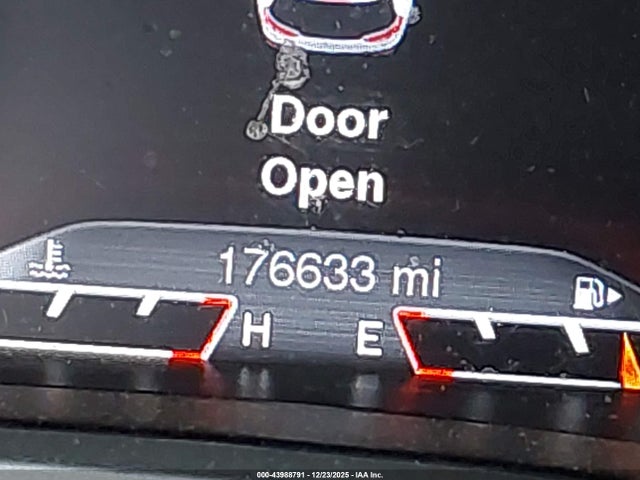 Door
Open
176633 mi
H E
000-43988791 - 12/23/2025 - IAA Inc.